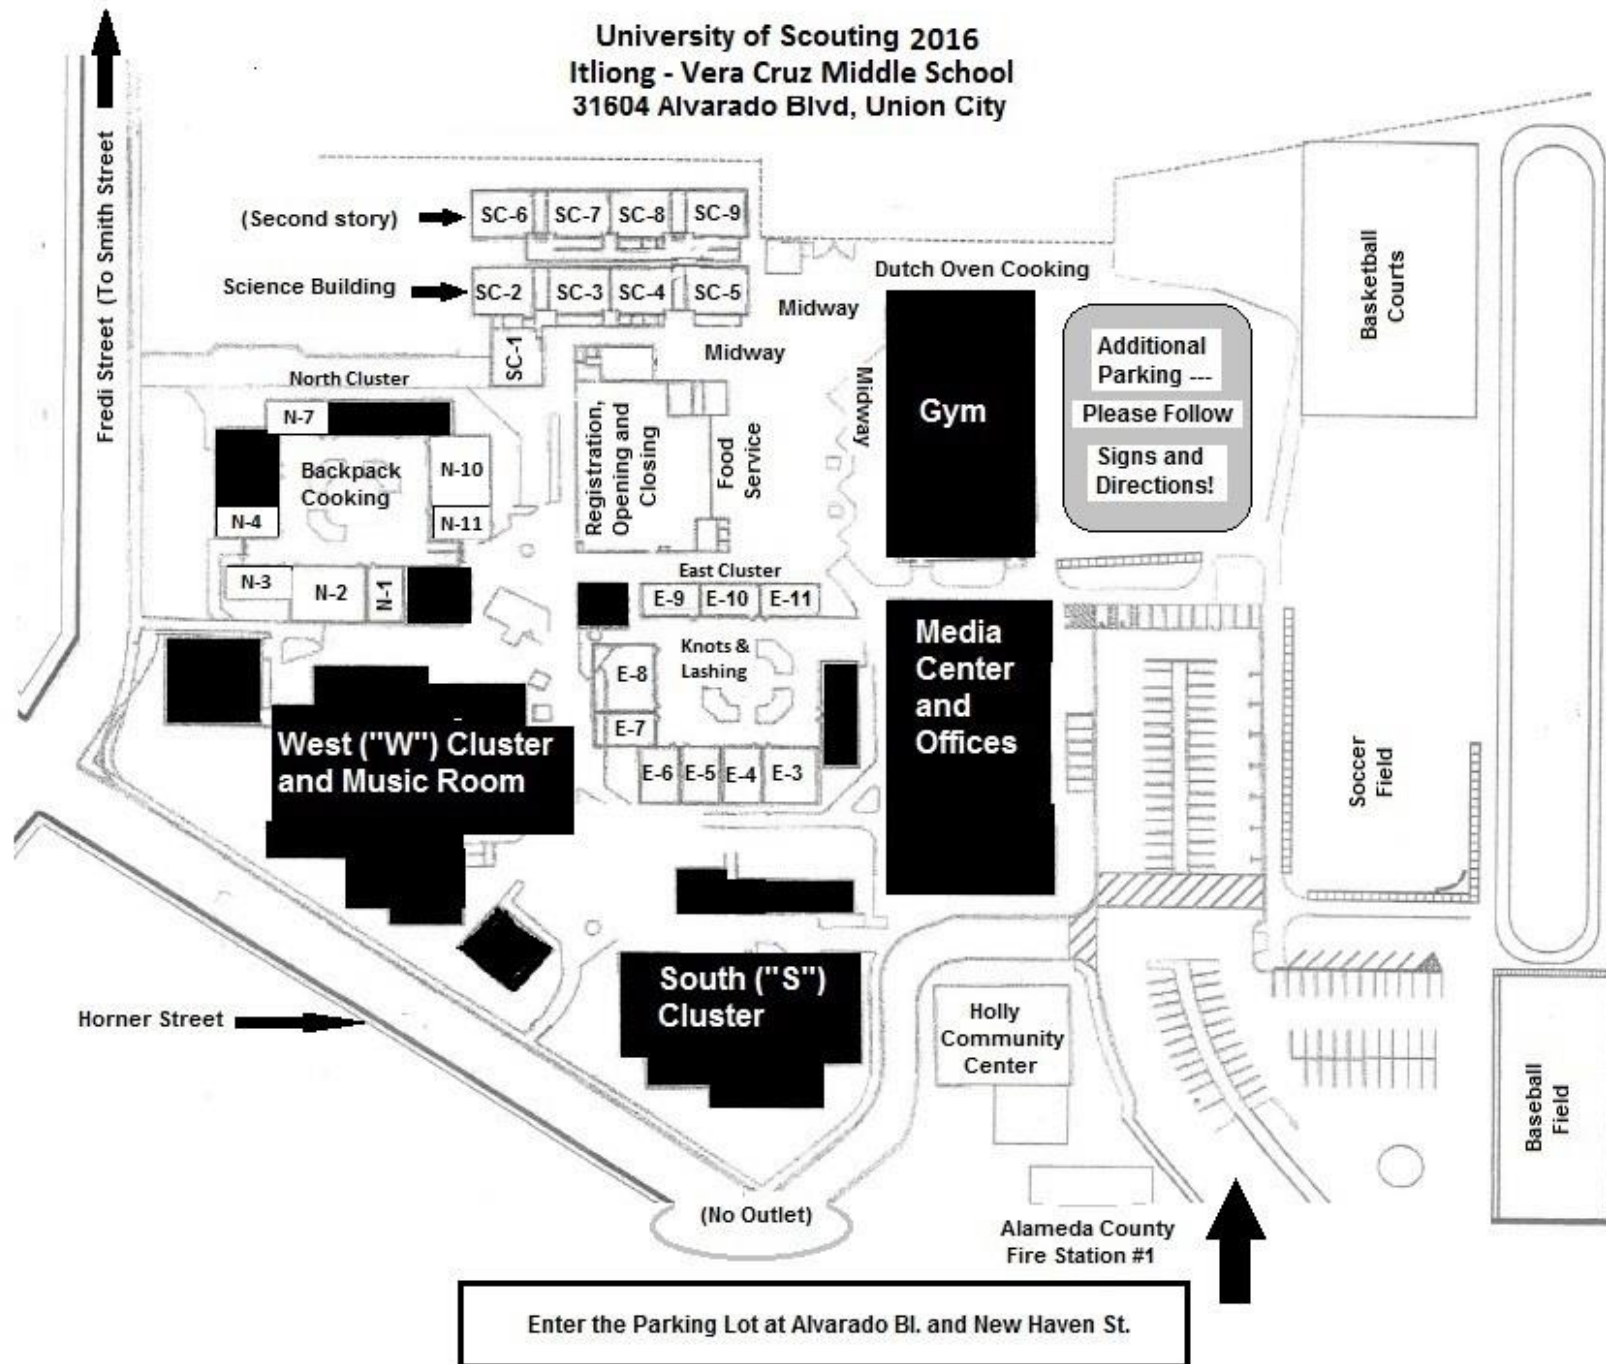 University of Scouting 2016
Itliong - Vera Cruz Middle School
31604 Alvarado Blvd, Union City
Fredi Street (To Smith Street
(Second story)
SC-6
SC-7
SC-8
SC-9
Science Building
SC-2
SC-3
SC-4
SC-5
SC-1
Dutch Oven Cooking
Midway
Midway
Midway
Gym
Additional
Parking ---
Please Follow
Signs and
Directions!
Basketball
Courts
North Cluster
N-7
Backpack
Cooking
N-10
N-4
N-11
N-3
N-2
N-1
Registration,
Opening and
Closing
Food
Service
East Cluster
E-9
E-10
E-11
Knots &
Lashing
E-8
E-7
E-6
E-5
E-4
E-3
Media
Center
and
Offices
Soccer
Field
West ("W") Cluster
and Music Room
South ("S")
Cluster
Horner Street
Holly
Community
Center
Baseball
Field
(No Outlet)
Alameda County
Fire Station #1
Enter the Parking Lot at Alvarado Bl. and New Haven St.